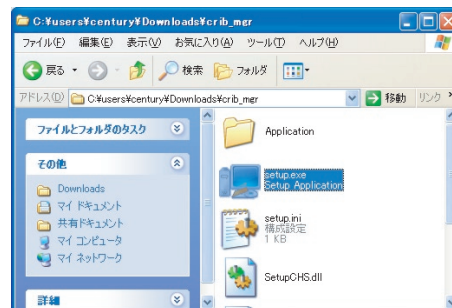 C:¥users¥century¥Downloads¥crib_mgr
ファイル(F) 編集(E) 表示(V) お気に入り(A) ツール(T) ヘルプ(H)
戻る 検索 フォルダ
アドレス(D) C:¥users¥century¥Downloads¥crib_mgr 移動 リンク
ファイルとフォルダのタスク
その他
Downloads
マイ ドキュメント
共有ドキュメント
マイ コンピュータ
マイ ネットワーク
詳細
Application
setup.exe
Setup Application
setup.ini
構成設定
1 KB
SetupCHS.dll